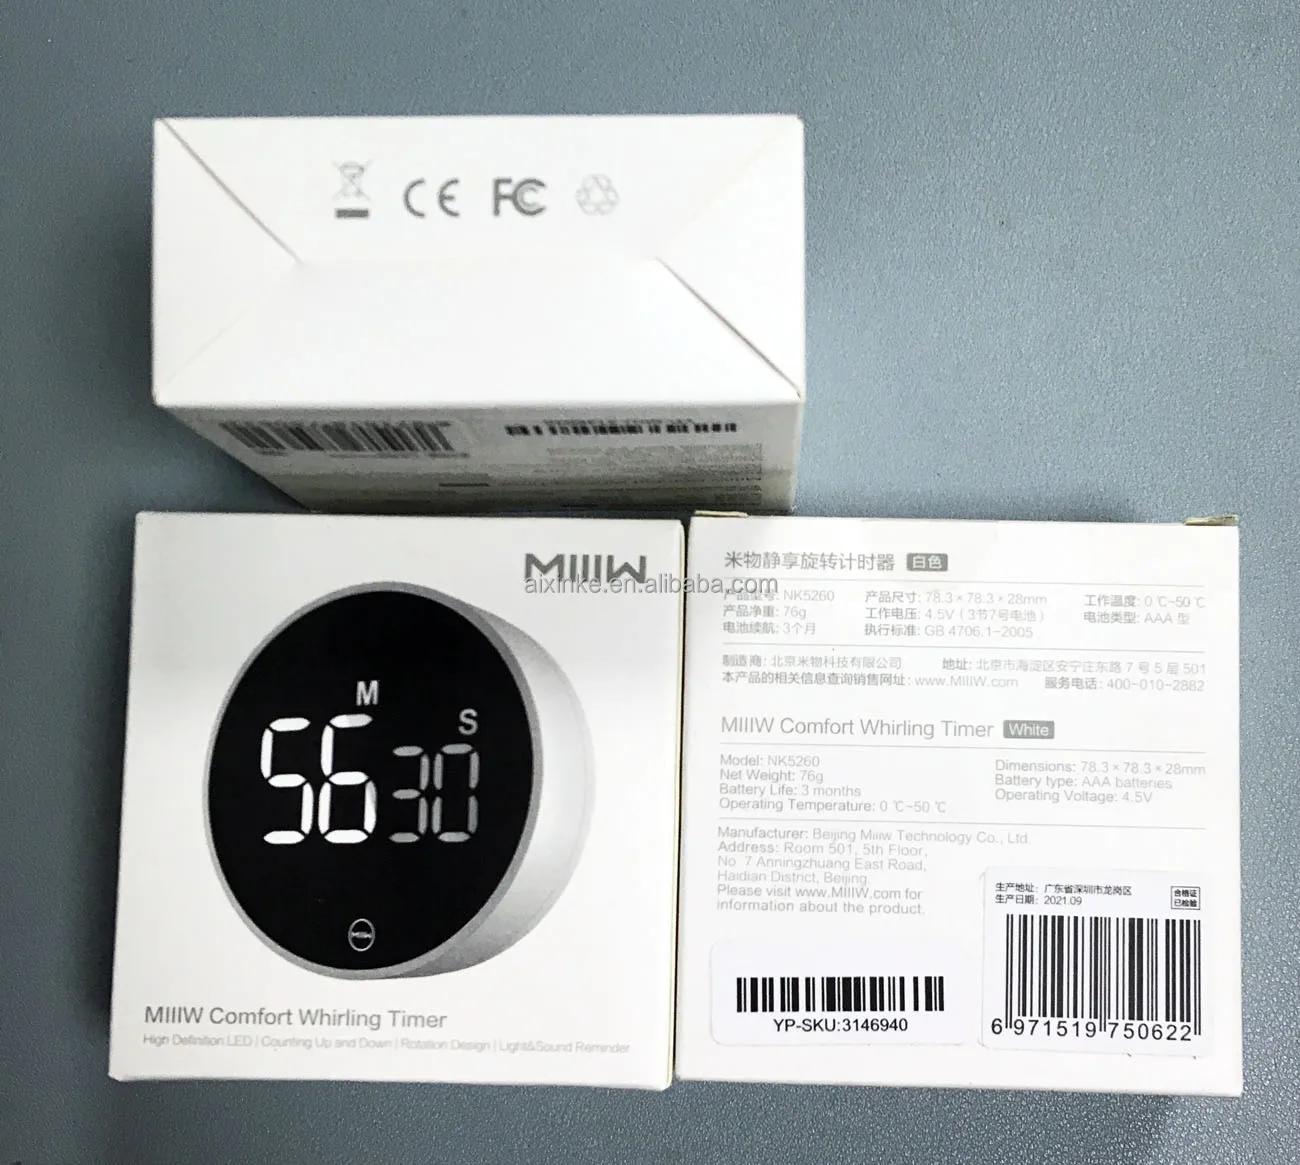 CE FC
MIIIW
aixinke.en.alibaba.com
M
S
56 30
MIIIW
MIIIW Comfort Whirling Timer
High Definition LED | Counting Up and Down | Rotation Design | Light&Sound Reminder
米物静享旋转计时器 白色
产品型号: NK5260 产品尺寸: 78.3 × 78.3 × 28mm 工作温度: 0 ℃~50 ℃
产品净重: 76g 工作电压: 4.5V (3节7号电池) 电池类型: AAA 型
电池续航: 3个月 执行标准: GB 4706.1-2005
制造商: 北京米物科技有限公司 地址: 北京市海淀区安宁庄东路 7 号 5 层 501
本产品的相关信息查询销售网址: www.MIIIW.com 服务电话: 400-010-2882
MIIIW Comfort Whirling Timer White
Model: NK5260 Dimensions: 78.3 × 78.3 × 28mm
Net Weight: 76g Battery type: AAA batteries
Battery Life: 3 months Operating Voltage: 4.5V
Operating Temperature: 0 ℃~50 ℃
Manufacturer: Beijing Miiiw Technology Co., Ltd.
Address: Room 501, 5th Floor,
No. 7 Anningzhuang East Road,
Haidian District, Beijing.
Please visit www.MIIIW.com for
information about the product.
生产地址: 广东省深圳市龙岗区
生产日期: 2021.09
合格证
已检验
YP-SKU:3146940
6 971519 750622